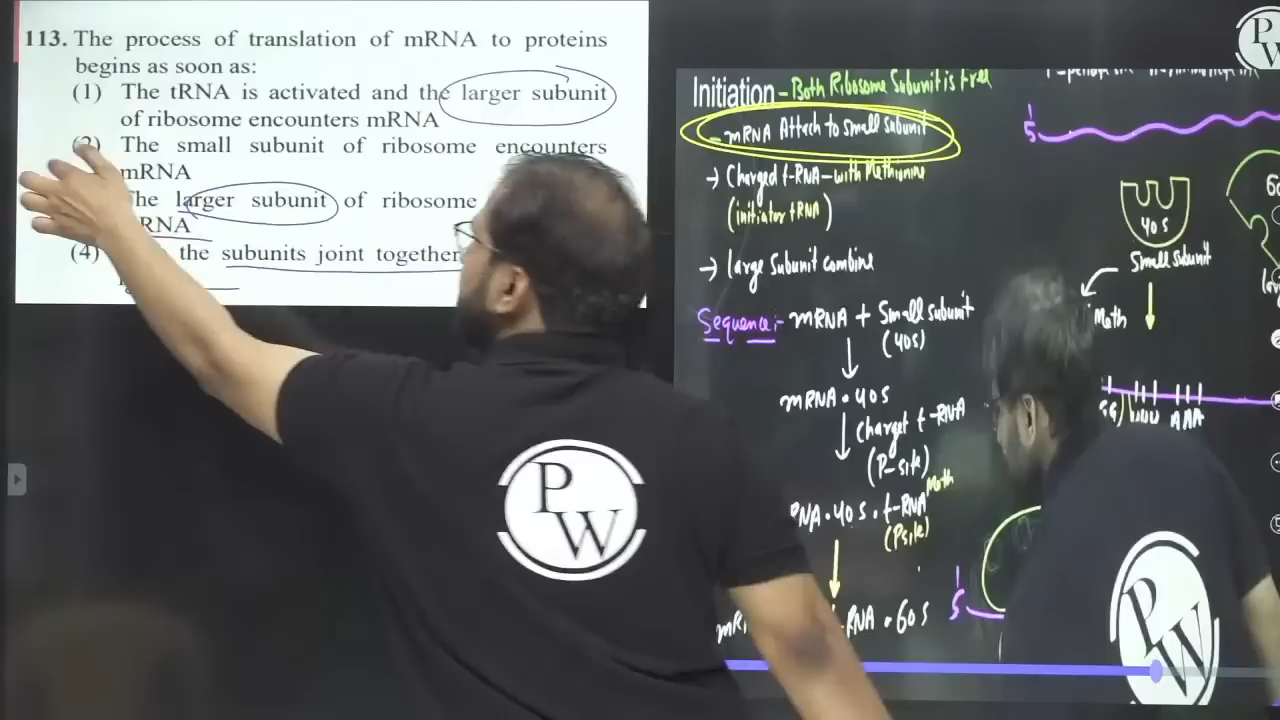 113. The process of translation of mRNA to proteins
begins as soon as:
(1) The tRNA is activated and the larger subunit
of ribosome encounters mRNA
(2) The small subunit of ribosome encounters
mRNA
The larger subunit of ribosome
(4) the subunits joint together
PW
Initiation - Both Ribosome Subunit is free
- mRNA Attach to Small Subunit
→ Charged t-RNA - with Methionine
(initiator tRNA)
→ large Subunit combine
Sequence:- mRNA + Small subunit
(40s)
mRNA • 40s
(P-site)
• 40s • t-RNA Meth
(Psite)
RNA • 60s
5
40s
Small Subunit
Meth
AAA
5
PW
PW